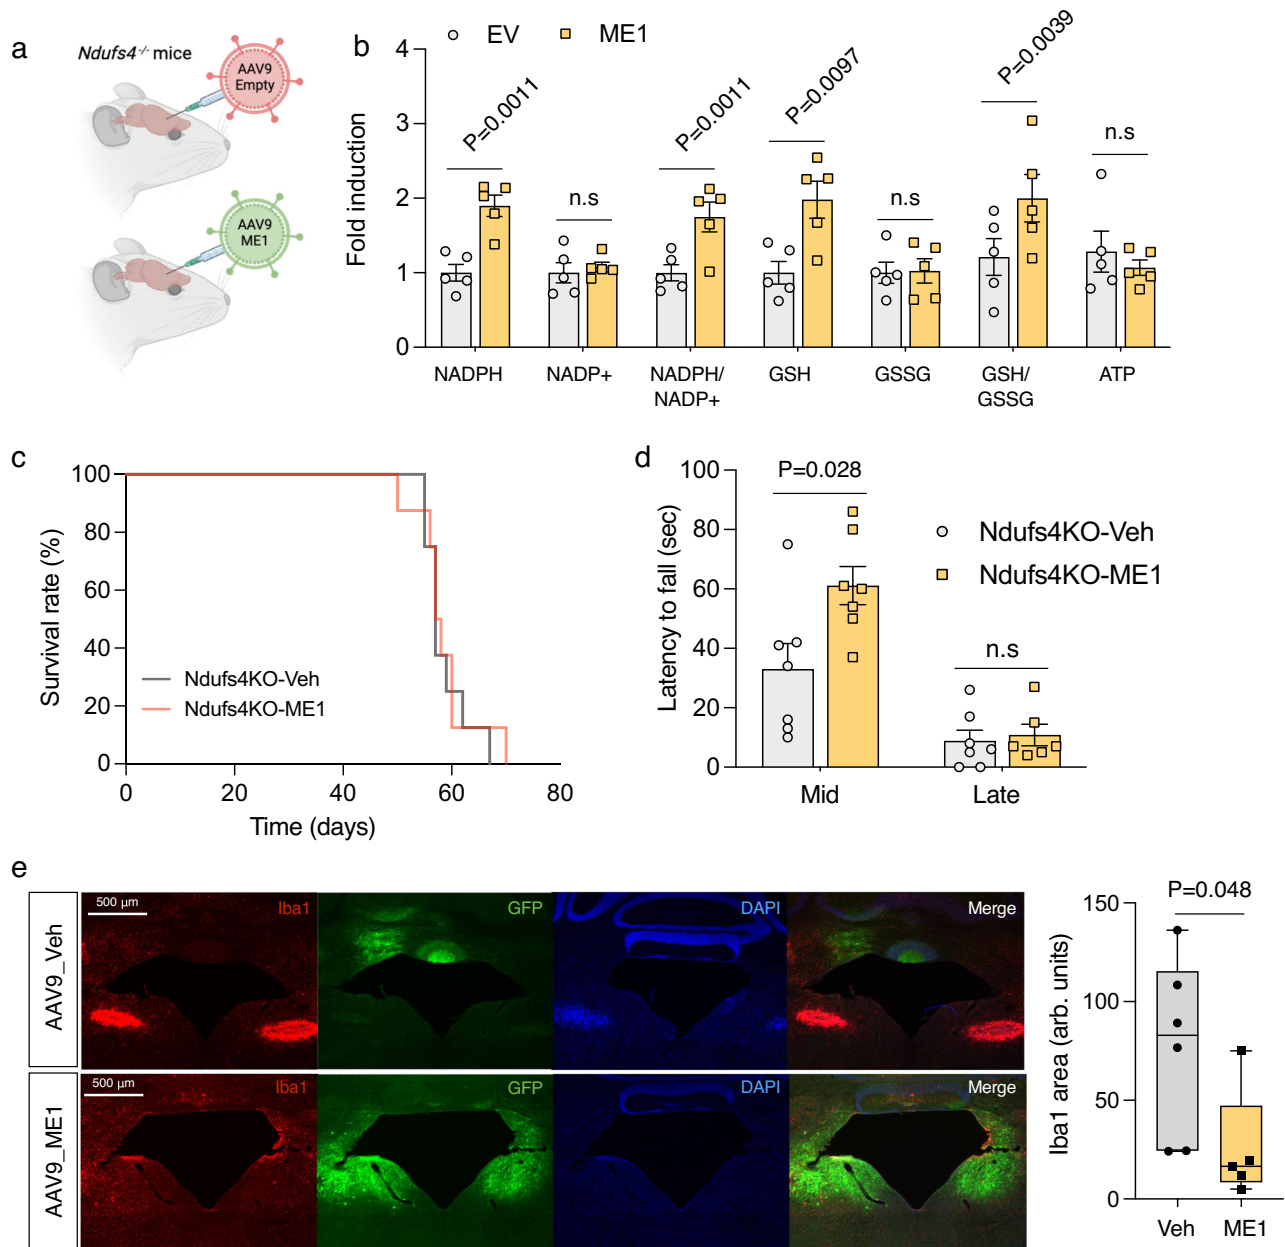 a
Ndufs4-/- mice
AAV9
Empty
AAV9
ME1
b
EV
ME1
Fold induction
4
3
2
1
0
P=0.0011
n.s
P=0.0011
P=0.0097
n.s
P=0.0039
n.s
NADPH
NADP+
NADPH/
NADP+
GSH
GSSG
GSH/
GSSG
ATP
c
Survival rate (%)
100
80
60
40
20
0
Ndufs4KO-Veh
Ndufs4KO-ME1
0 20 40 60 80
Time (days)
d
Latency to fall (sec)
100
80
60
40
20
0
P=0.028
n.s
Ndufs4KO-Veh
Ndufs4KO-ME1
Mid
Late
e
AAV9_Veh
500 µm
Iba1
GFP
DAPI
Merge
AAV9_ME1
500 µm
Iba1
GFP
DAPI
Merge
Iba1 area (arb. units)
150
100
50
0
P=0.048
Veh
ME1